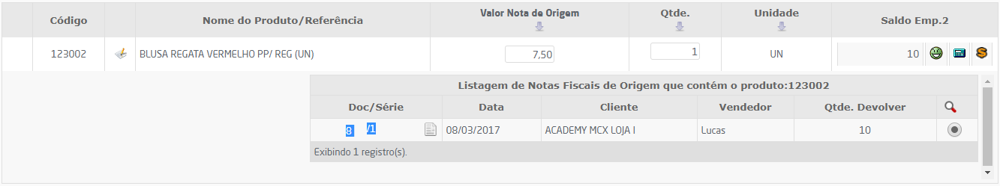 Código Nome do Produto/Referência Valor Nota de Origem Qtde. Unidade Saldo Emp.2
123002 BLUSA REGATA VERMELHO PP/ REG (UN) 7,50 1 UN 10
Listagem de Notas Fiscais de Origem que contém o produto:123002
Doc/Série Data Cliente Vendedor Qtde. Devolver
8 /1 08/03/2017 ACADEMY MCX LOJA I Lucas 10
Exibindo 1 registro(s).